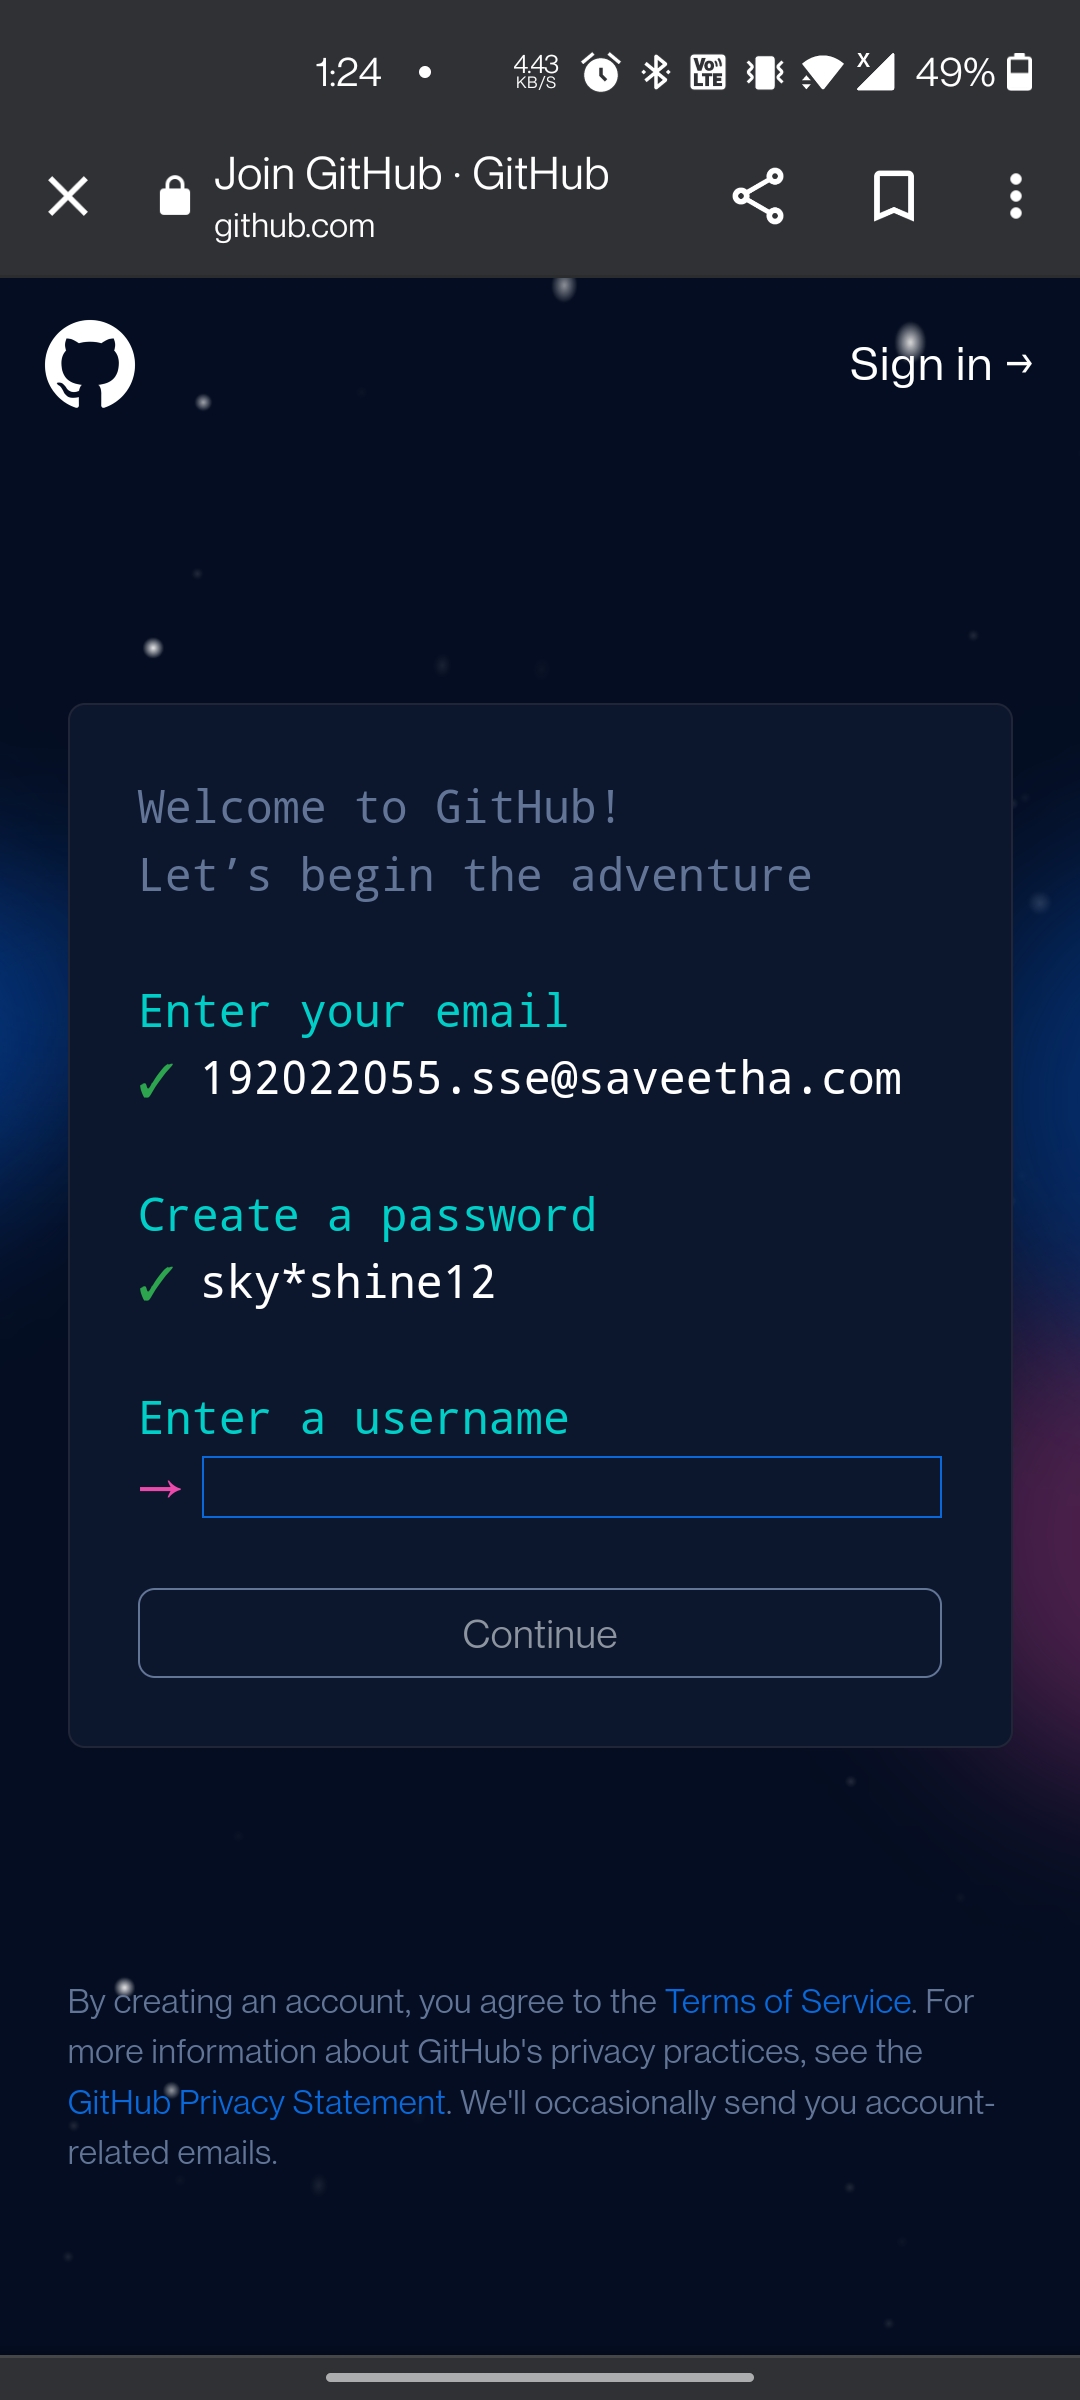 1:24
4.43
KB/S
Vo))
LTE
X
49%
Join GitHub · GitHub
github.com
Sign in →
Welcome to GitHub!
Let’s begin the adventure
Enter your email
✓ 192022055.sse@saveetha.com
Create a password
✓ sky*shine12
Enter a username
→
Continue
By creating an account, you agree to the Terms of Service. For
more information about GitHub's privacy practices, see the
GitHub Privacy Statement. We'll occasionally send you account-
related emails.